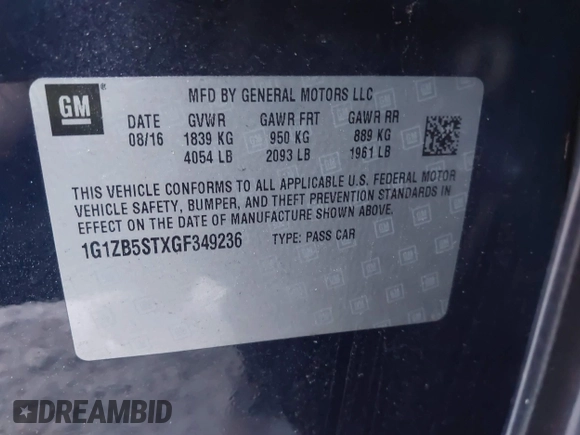 GM
MFD BY GENERAL MOTORS LLC
DATE GVWR GAWR FRT GAWR RR
08/16 1839 KG 950 KG 889 KG
4054 LB 2093 LB 1961 LB
THIS VEHICLE CONFORMS TO ALL APPLICABLE U.S. FEDERAL MOTOR
VEHICLE SAFETY, BUMPER, AND THEFT PREVENTION STANDARDS IN
EFFECT ON THE DATE OF MANUFACTURE SHOWN ABOVE.
1G1ZB5STXGF349236 TYPE: PASS CAR
DREAMBID